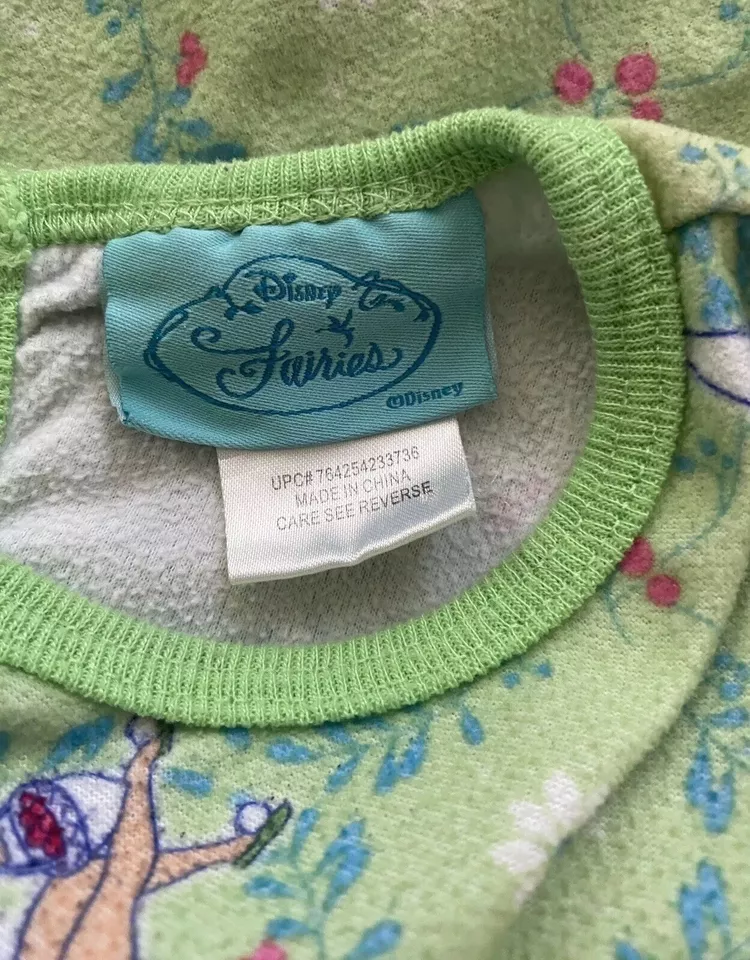 Disney
Fairies
©Disney
UPC# 764254233736
MADE IN CHINA
CARE SEE REVERSE